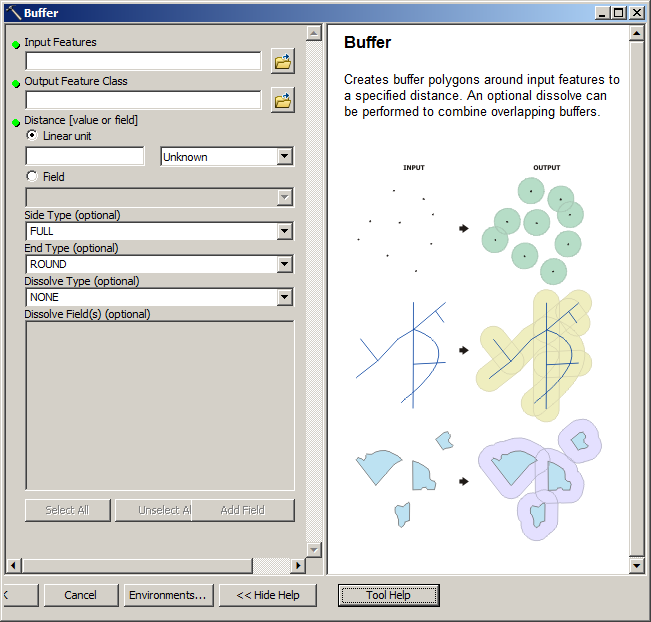 Buffer
Input Features
Output Feature Class
Distance [value or field]
Linear unit
Unknown
Field
Side Type (optional)
FULL
End Type (optional)
ROUND
Dissolve Type (optional)
NONE
Dissolve Field(s) (optional)
Select All
Unselect Al
Add Field
K
Cancel
Environments...
<< Hide Help
Tool Help
Buffer
Creates buffer polygons around input features to
a specified distance. An optional dissolve can
be performed to combine overlapping buffers.
INPUT
OUTPUT